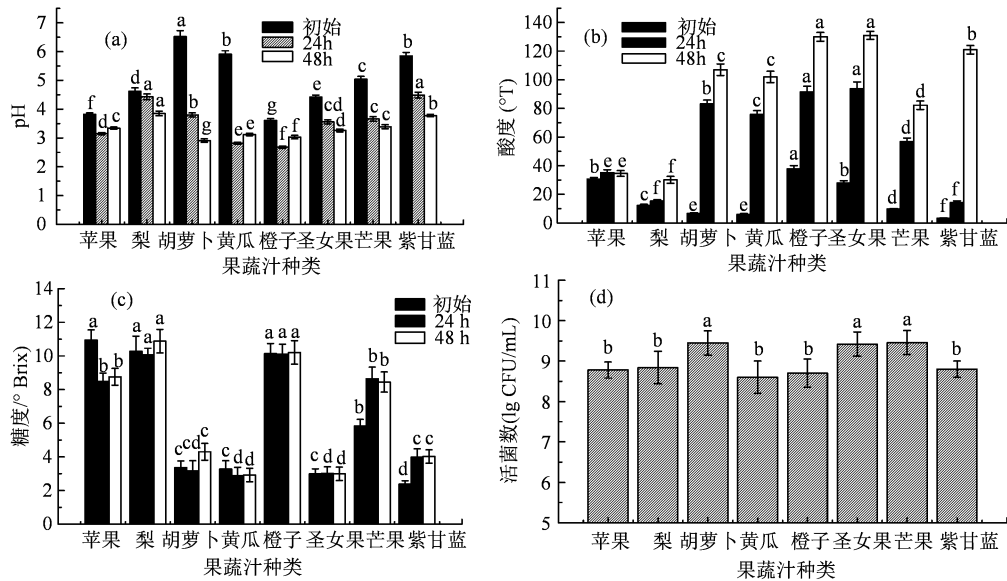 (a)
初始
24h
48h
pH
7
6
5
4
3
2
1
0
f
d
c
d
a
a
a
b
g
b
e
e
g
f
f
e
cd
d
c
c
c
b
a
b
苹果 梨 胡萝卜 黄瓜 橙子 圣女果 芒果 紫甘蓝
果蔬汁种类
(b)
初始
24h
48h
酸度 (°T)
140
120
100
80
60
40
20
0
b
e
e
c
f
f
e
b
b
e
c
c
a
a
a
b
a
a
d
d
d
f
f
a
苹果 梨 胡萝卜 黄瓜 橙子 圣女果 芒果 紫甘蓝
果蔬汁种类
(c)
初始
24 h
48 h
糖度/° Brix
14
12
10
8
6
4
2
0
a
b
b
a
a
a
c
cd
c
c
d
d
a
a
a
c
d
d
b
b
b
d
c
c
苹果 梨 胡萝卜 黄瓜 橙子 圣女果 芒果 紫甘蓝
果蔬汁种类
(d)
活菌数(lg CFU/mL)
11
10
9
8
7
6
5
b
b
a
b
b
a
a
b
苹果 梨 胡萝卜 黄瓜 橙子 圣女果 芒果 紫甘蓝
果蔬汁种类